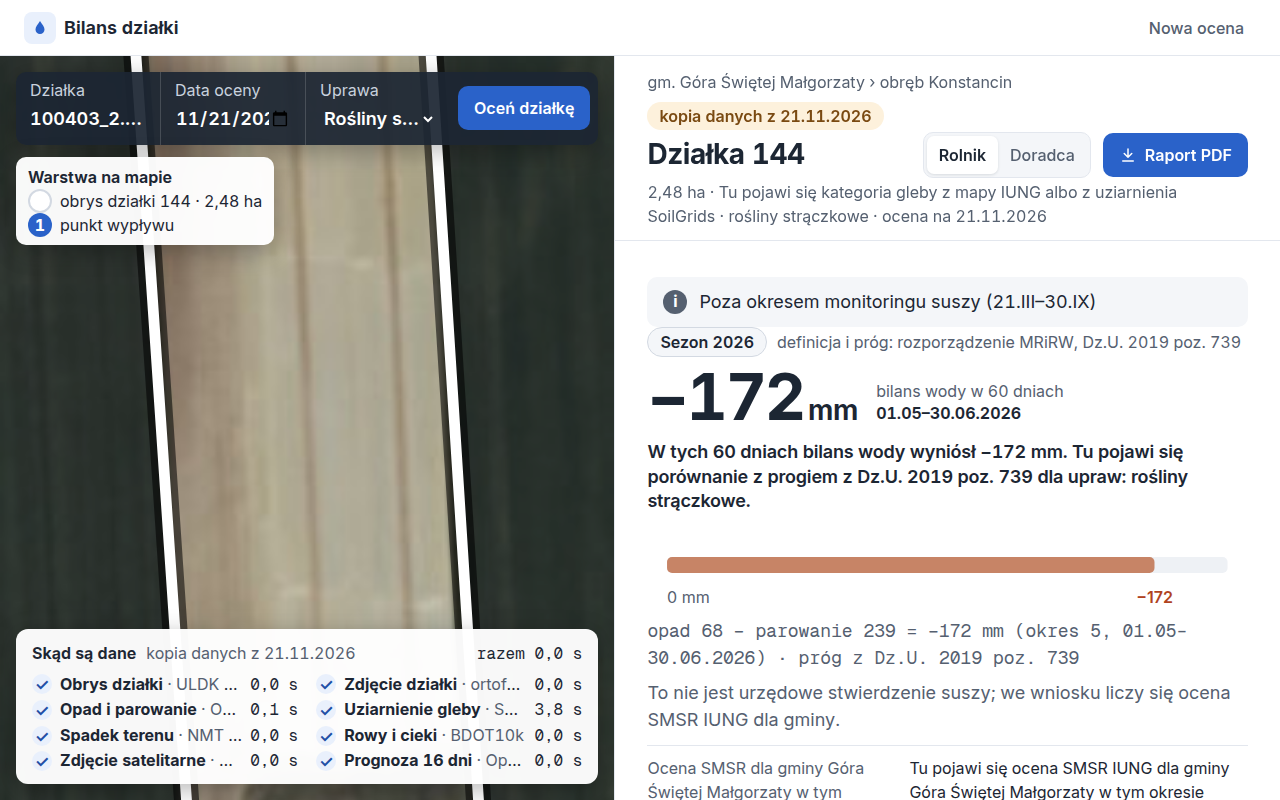 Bilans działki
Nowa ocena
Działka
100403_2....
Data oceny
11/21/202
Uprawa
Rośliny s...
Oceń działkę
Warstwa na mapie
obrys działki 144 · 2,48 ha
1 punkt wypływu
Skąd są dane kopia danych z 21.11.2026 razem 0,0 s
Obrys działki · ULDK ... 0,0 s
Zdjęcie działki · ortof... 0,0 s
Opad i parowanie · O... 0,1 s
Uziarnienie gleby · S... 3,8 s
Spadek terenu · NMT ... 0,0 s
Rowy i cieki · BDOT10k 0,0 s
Zdjęcie satelitarne · ... 0,0 s
Prognoza 16 dni · Op... 0,0 s
gm. Góra Świętej Małgorzaty › obręb Konstancin
kopia danych z 21.11.2026
Działka 144
Rolnik
Doradca
Raport PDF
2,48 ha · Tu pojawi się kategoria gleby z mapy IUNG albo z uziarnienia
SoilGrids · rośliny strączkowe · ocena na 21.11.2026
i Poza okresem monitoringu suszy (21.III–30.IX)
Sezon 2026 definicja i próg: rozporządzenie MRiRW, Dz.U. 2019 poz. 739
−172 mm
bilans wody w 60 dniach
01.05–30.06.2026
W tych 60 dniach bilans wody wyniósł −172 mm. Tu pojawi się
porównanie z progiem z Dz.U. 2019 poz. 739 dla upraw: rośliny
strączkowe.
0 mm
−172
opad 68 − parowanie 239 = −172 mm (okres 5, 01.05–
30.06.2026) · próg z Dz.U. 2019 poz. 739
To nie jest urzędowe stwierdzenie suszy; we wniosku liczy się ocena
SMSR IUNG dla gminy.
Ocena SMSR dla gminy Góra
Świętej Małgorzaty w tym
Tu pojawi się ocena SMSR IUNG dla gminy
Góra Świętej Małgorzaty w tym okresie